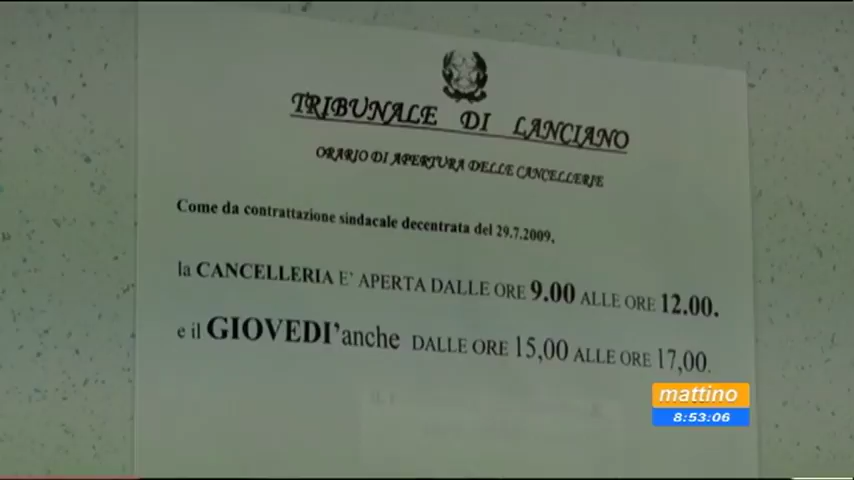 TRIBUNALE DI LANCIANO
ORARIO DI APERTURA DELLE CANCELLERIE
Come da contrattazione sindacale decentrata del 29.7.2009,
la CANCELLERIA E' APERTA DALLE ORE 9.00 ALLE ORE 12.00.
e il GIOVEDI' anche DALLE ORE 15,00 ALLE ORE 17,00.
mattino
8:53:06